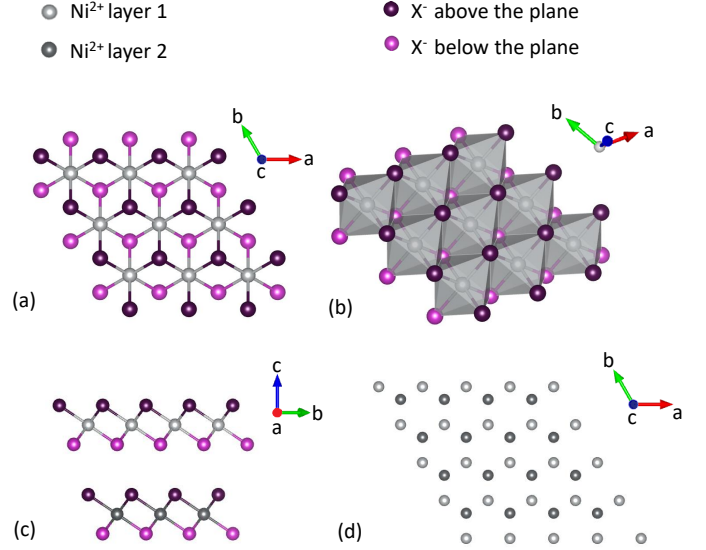 Ni²⁺ layer 1
X⁻ above the plane
Ni²⁺ layer 2
X⁻ below the plane
b
a
c
(a)
b
c
a
(b)
c
b
a
(c)
b
a
c
(d)